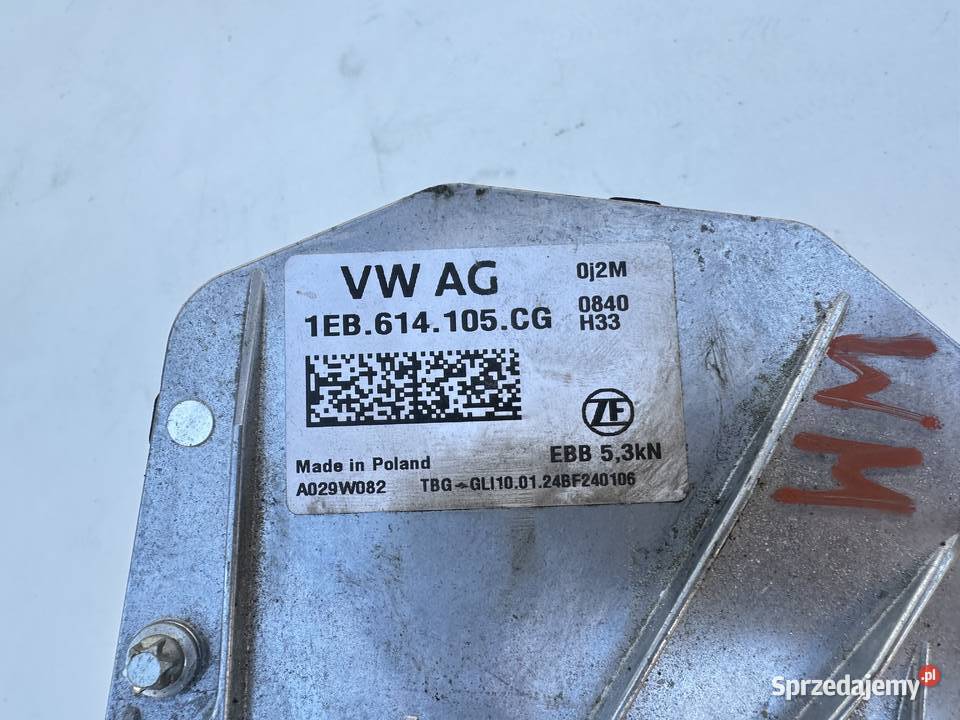 VW AG
0j2M
1EB.614.105.CG
0840
H33
ZF
EBB 5,3kN
Made in Poland
A029W082
TBG-GLI10.01.24BF240106
Sprzedajemy.pl